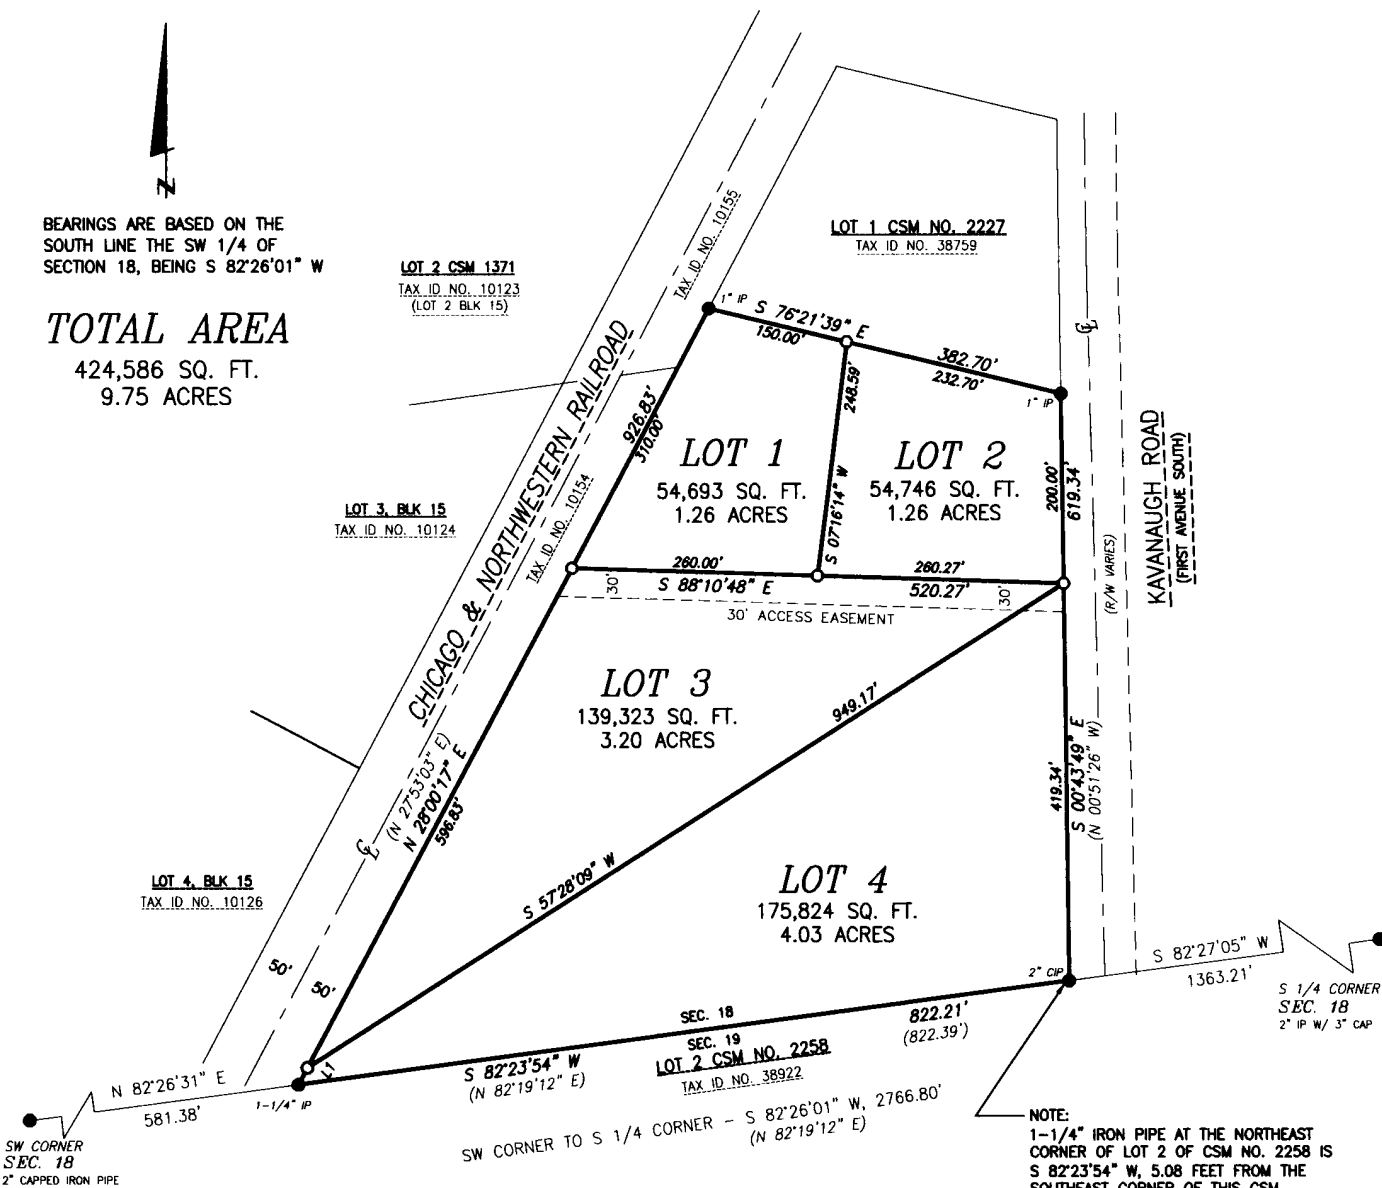 N
BEARINGS ARE BASED ON THE
SOUTH LINE THE SW 1/4 OF
SECTION 18, BEING S 82°26'01" W
TOTAL AREA
424,586 SQ. FT.
9.75 ACRES
LOT 2 CSM 1371
TAX ID NO. 10123
(LOT 2 BLK 15)
TAX ID NO. 10155
LOT 1 CSM NO. 2227
TAX ID NO. 38759
1" IP
S 76°21'39" E
150.00'
382.70'
232.70'
1" IP
CHICAGO & NORTHWESTERN RAILROAD
926.83'
310.00'
248.59'
S 07°16'14" W
LOT 1
54,693 SQ. FT.
1.26 ACRES
LOT 2
54,746 SQ. FT.
1.26 ACRES
200.00'
619.34'
KAVANAUGH ROAD
(FIRST AVENUE SOUTH)
(R/W VARIES)
LOT 3, BLK 15
TAX ID NO. 10124
TAX ID NO. 10154
260.00'
S 88°10'48" E
260.27'
520.27'
30'
30'
30' ACCESS EASEMENT
LOT 3
139,323 SQ. FT.
3.20 ACRES
949.17'
S 57°28'09" W
(N 27°53'03" E)
N 28°00'17" E
596.83'
419.34'
S 00°43'49" E
(N 00°51'26" W)
LOT 4, BLK 15
TAX ID NO. 10126
LOT 4
175,824 SQ. FT.
4.03 ACRES
50'
50'
2" CIP
S 82°27'05" W
1363.21'
S 1/4 CORNER
SEC. 18
2" IP W/ 3" CAP
SEC. 18
SEC. 19
822.21'
(822.39')
S 82°23'54" W
(N 82°19'12" E)
LOT 2 CSM NO. 2258
TAX ID NO. 38922
L1
N 82°26'31" E
581.38'
1-1/4" IP
SW CORNER
SEC. 18
2" CAPPED IRON PIPE
SW CORNER TO S 1/4 CORNER - S 82°26'01" W, 2766.80'
(N 82°19'12" E)
NOTE:
1-1/4" IRON PIPE AT THE NORTHEAST
CORNER OF LOT 2 OF CSM NO. 2258 IS
S 82°23'54" W, 5.08 FEET FROM THE
SOUTHEAST CORNER OF THIS CSM